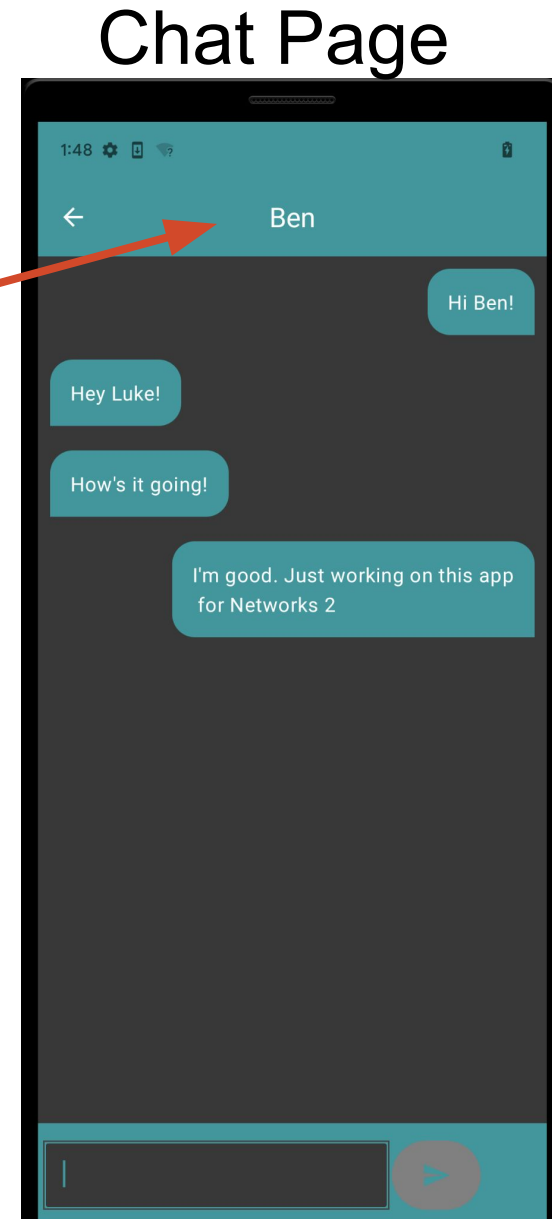 Chat Page
1:48
Ben
Hi Ben!
Hey Luke!
How's it going!
I'm good. Just working on this app
for Networks 2